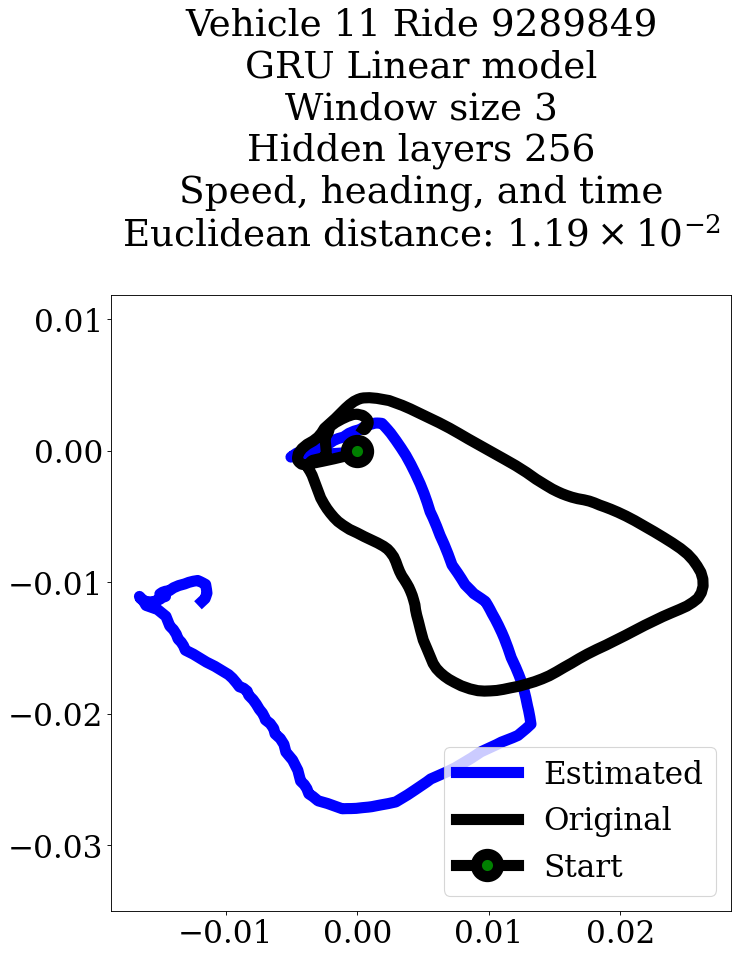 Vehicle 11 Ride 9289849
GRU Linear model
Window size 3
Hidden layers 256
Speed, heading, and time
Euclidean distance: 1.19 × 10⁻²
0.01
0.00
−0.01
−0.02
−0.03
Estimated
Original
Start
−0.01 0.00 0.01 0.02